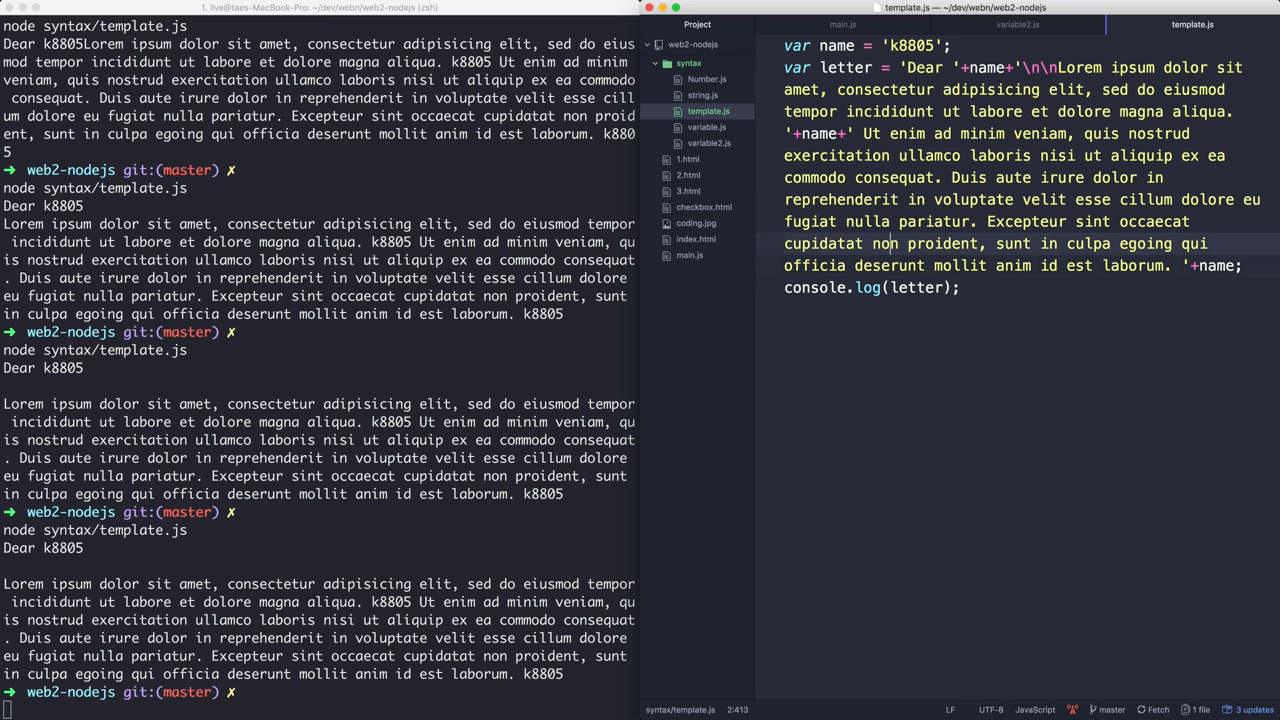 1. live@taes-MacBook-Pro: ~/dev/webn/web2-nodejs (zsh)
node syntax/template.js
Dear k8805Lorem ipsum dolor sit amet, consectetur adipisicing elit, sed do eius
mod tempor incididunt ut labore et dolore magna aliqua. k8805 Ut enim ad minim
veniam, quis nostrud exercitation ullamco laboris nisi ut aliquip ex ea commodo
 consequat. Duis aute irure dolor in reprehenderit in voluptate velit esse cill
um dolore eu fugiat nulla pariatur. Excepteur sint occaecat cupidatat non proid
ent, sunt in culpa egoing qui officia deserunt mollit anim id est laborum. k880
5
➜ web2-nodejs git:(master) ✗
node syntax/template.js
Dear k8805
Lorem ipsum dolor sit amet, consectetur adipisicing elit, sed do eiusmod tempor
 incididunt ut labore et dolore magna aliqua. k8805 Ut enim ad minim veniam, qu
is nostrud exercitation ullamco laboris nisi ut aliquip ex ea commodo consequat
. Duis aute irure dolor in reprehenderit in voluptate velit esse cillum dolore
eu fugiat nulla pariatur. Excepteur sint occaecat cupidatat non proident, sunt
in culpa egoing qui officia deserunt mollit anim id est laborum. k8805
➜ web2-nodejs git:(master) ✗
node syntax/template.js
Dear k8805
Lorem ipsum dolor sit amet, consectetur adipisicing elit, sed do eiusmod tempor
 incididunt ut labore et dolore magna aliqua. k8805 Ut enim ad minim veniam, qu
is nostrud exercitation ullamco laboris nisi ut aliquip ex ea commodo consequat
. Duis aute irure dolor in reprehenderit in voluptate velit esse cillum dolore
eu fugiat nulla pariatur. Excepteur sint occaecat cupidatat non proident, sunt
in culpa egoing qui officia deserunt mollit anim id est laborum. k8805
➜ web2-nodejs git:(master) ✗
node syntax/template.js
Dear k8805
Lorem ipsum dolor sit amet, consectetur adipisicing elit, sed do eiusmod tempor
 incididunt ut labore et dolore magna aliqua. k8805 Ut enim ad minim veniam, qu
is nostrud exercitation ullamco laboris nisi ut aliquip ex ea commodo consequat
. Duis aute irure dolor in reprehenderit in voluptate velit esse cillum dolore
eu fugiat nulla pariatur. Excepteur sint occaecat cupidatat non proident, sunt
in culpa egoing qui officia deserunt mollit anim id est laborum. k8805
➜ web2-nodejs git:(master) ✗
template.js — ~/dev/webn/web2-nodejs
Project
web2-nodejs
syntax
Number.js
string.js
template.js
variable.js
variable2.js
1.html
2.html
3.html
checkbox.html
coding.jpg
index.html
main.js
main.js variable2.js template.js
var name = 'k8805';
var letter = 'Dear '+name+'\n\nLorem ipsum dolor sit
amet, consectetur adipisicing elit, sed do eiusmod
tempor incididunt ut labore et dolore magna aliqua.
'+name+' Ut enim ad minim veniam, quis nostrud
exercitation ullamco laboris nisi ut aliquip ex ea
commodo consequat. Duis aute irure dolor in
reprehenderit in voluptate velit esse cillum dolore eu
fugiat nulla pariatur. Excepteur sint occaecat
cupidatat non proident, sunt in culpa egoing qui
officia deserunt mollit anim id est laborum. '+name;
console.log(letter);
syntax/template.js 2:413 LF UTF-8 JavaScript master Fetch 1 file 3 updates